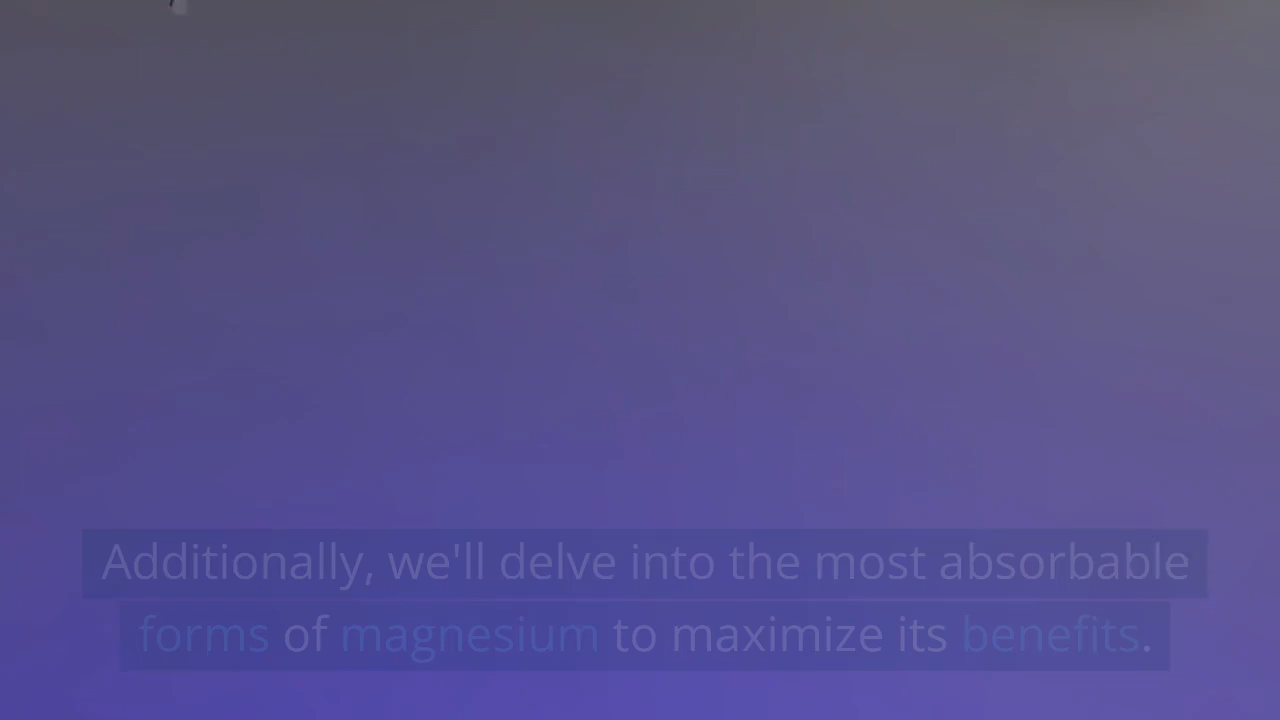 Additionally, we'll delve into the most absorbable
forms of magnesium to maximize its benefits.